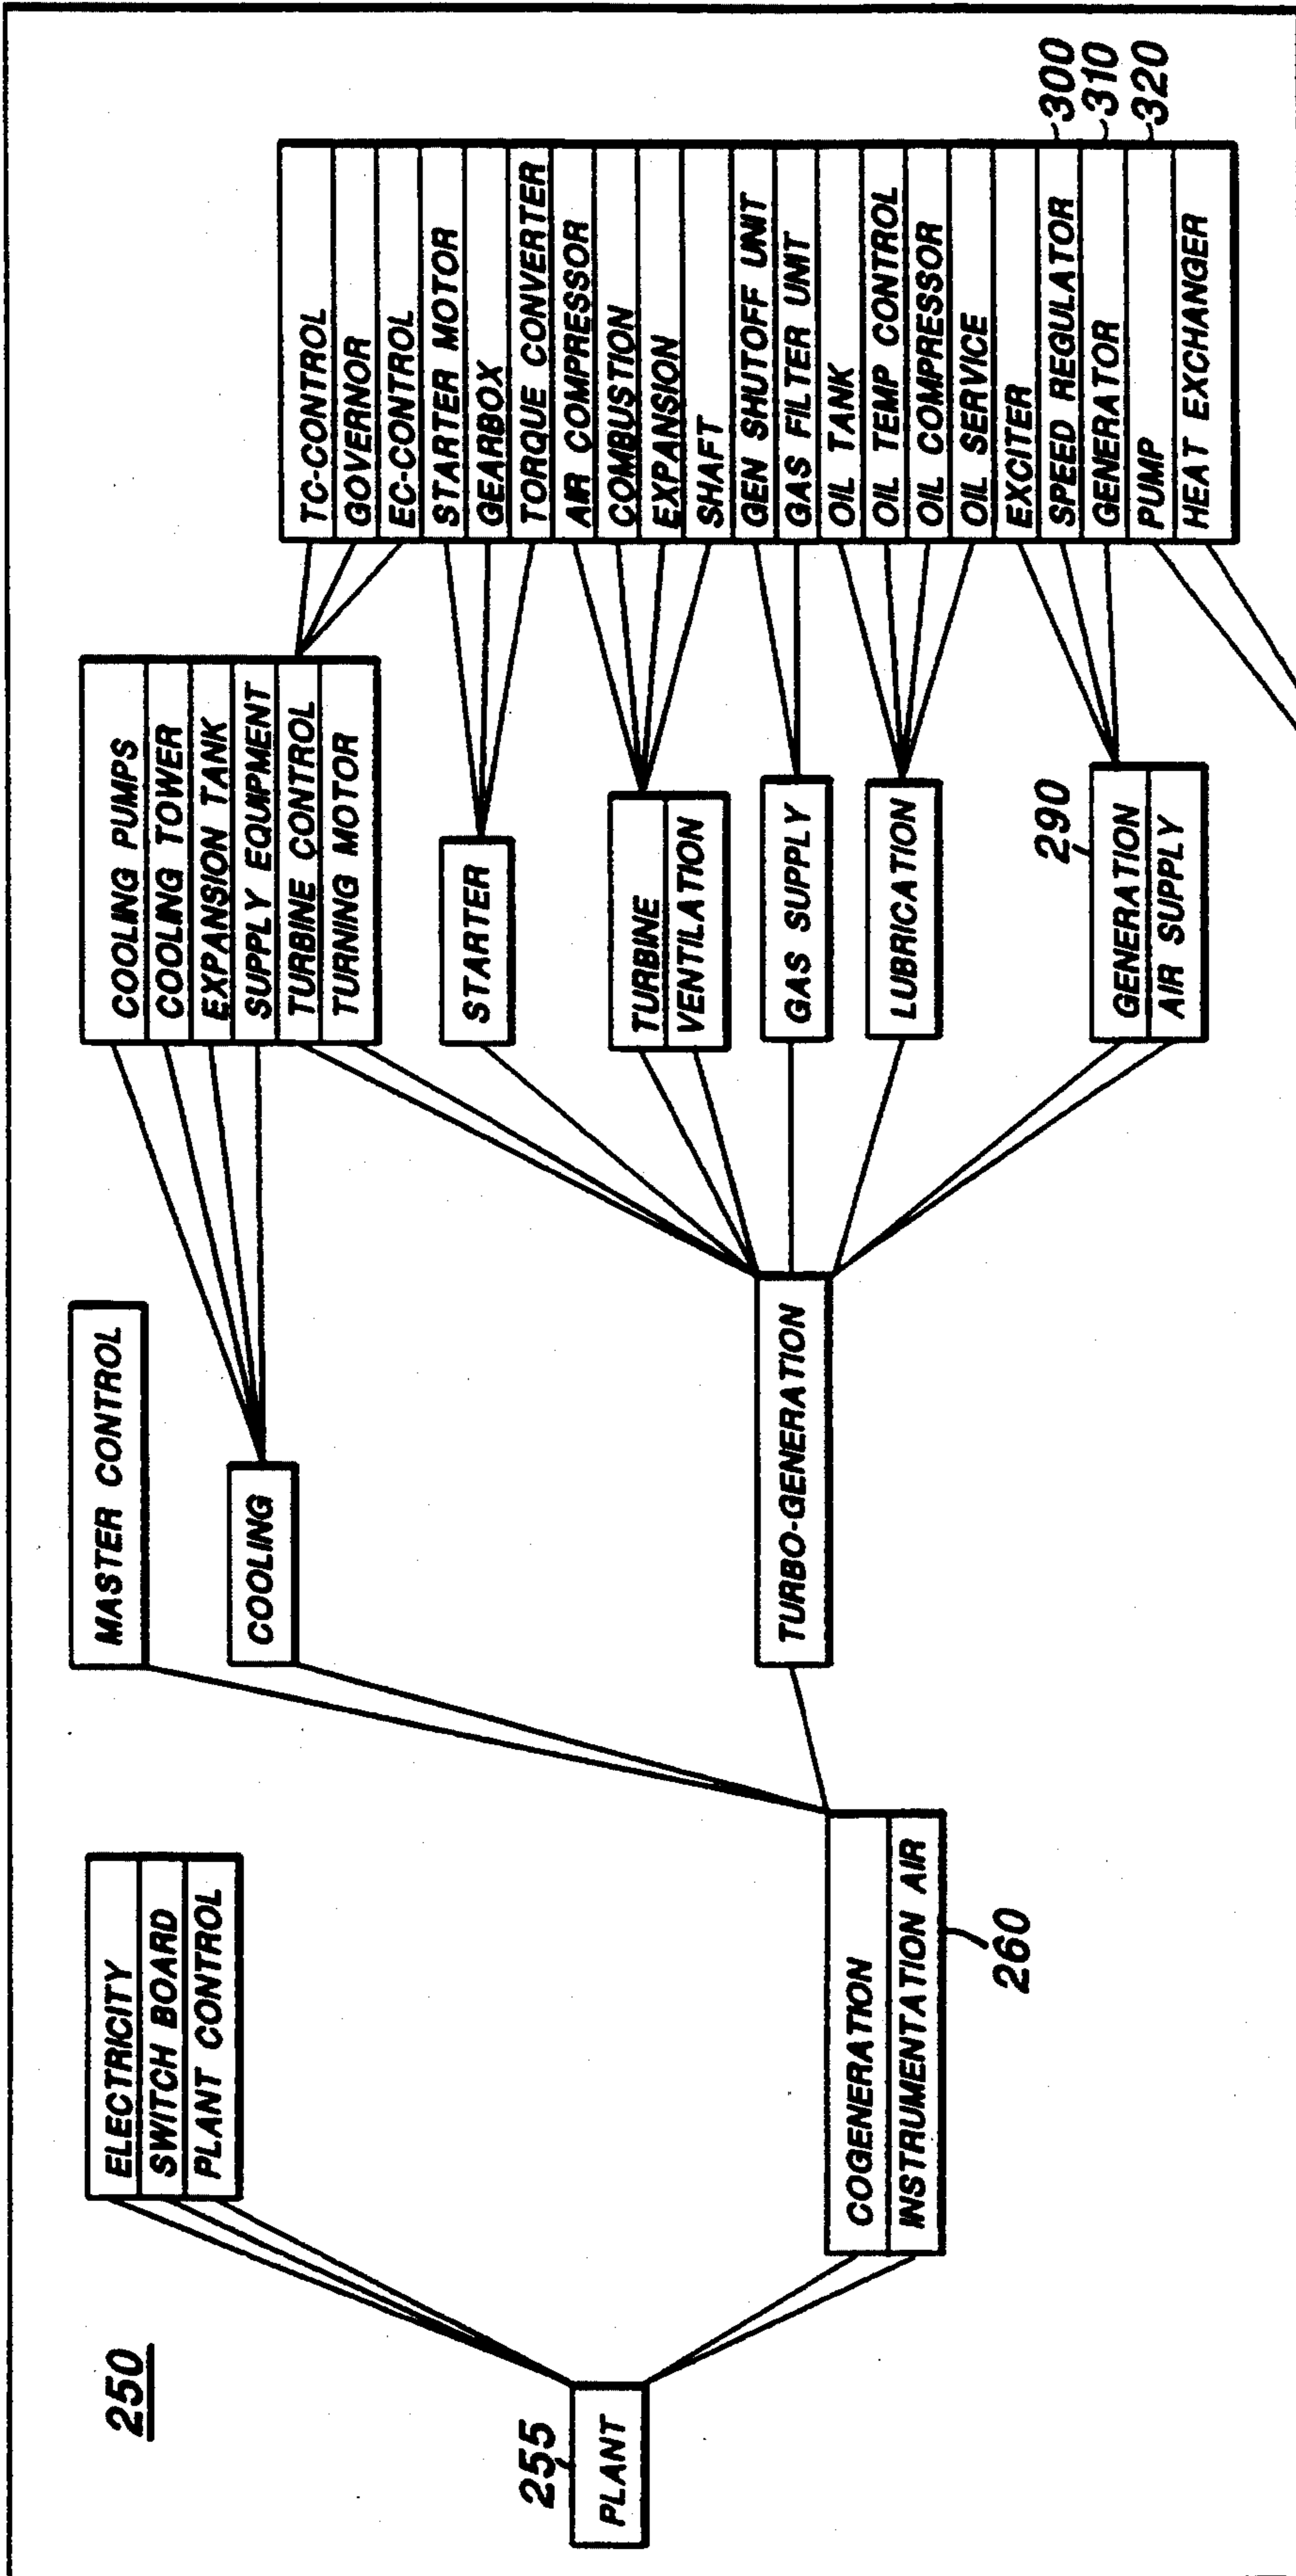 250
255
PLANT
ELECTRICITY
SWITCH BOARD
PLANT CONTROL
COGENERATION
INSTRUMENTATION AIR
260
MASTER CONTROL
COOLING
TURBO-GENERATION
COOLING PUMPS
COOLING TOWER
EXPANSION TANK
SUPPLY EQUIPMENT
TURBINE CONTROL
TURNING MOTOR
STARTER
TURBINE
VENTILATION
GAS SUPPLY
LUBRICATION
290
GENERATION
AIR SUPPLY
TC-CONTROL
GOVERNOR
EC-CONTROL
STARTER MOTOR
GEARBOX
TORQUE CONVERTER
AIR COMPRESSOR
COMBUSTION
EXPANSION
SHAFT
GEN SHUTOFF UNIT
GAS FILTER UNIT
OIL TANK
OIL TEMP CONTROL
OIL COMPRESSOR
OIL SERVICE
EXCITER
SPEED REGULATOR
GENERATOR
PUMP
HEAT EXCHANGER
300
310
320